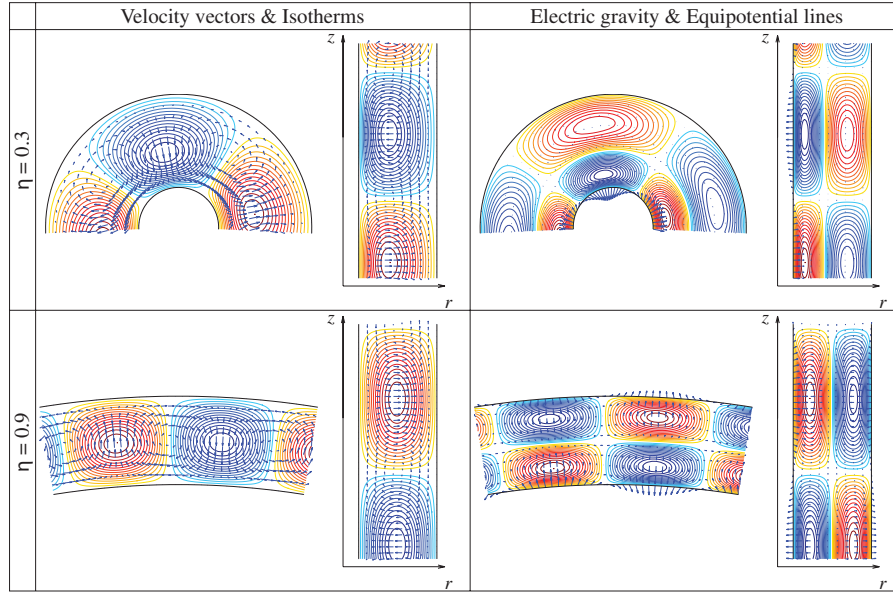 Velocity vectors & Isotherms
Electric gravity & Equipotential lines
η = 0.3
z
r
z
r
η = 0.9
z
r
z
r